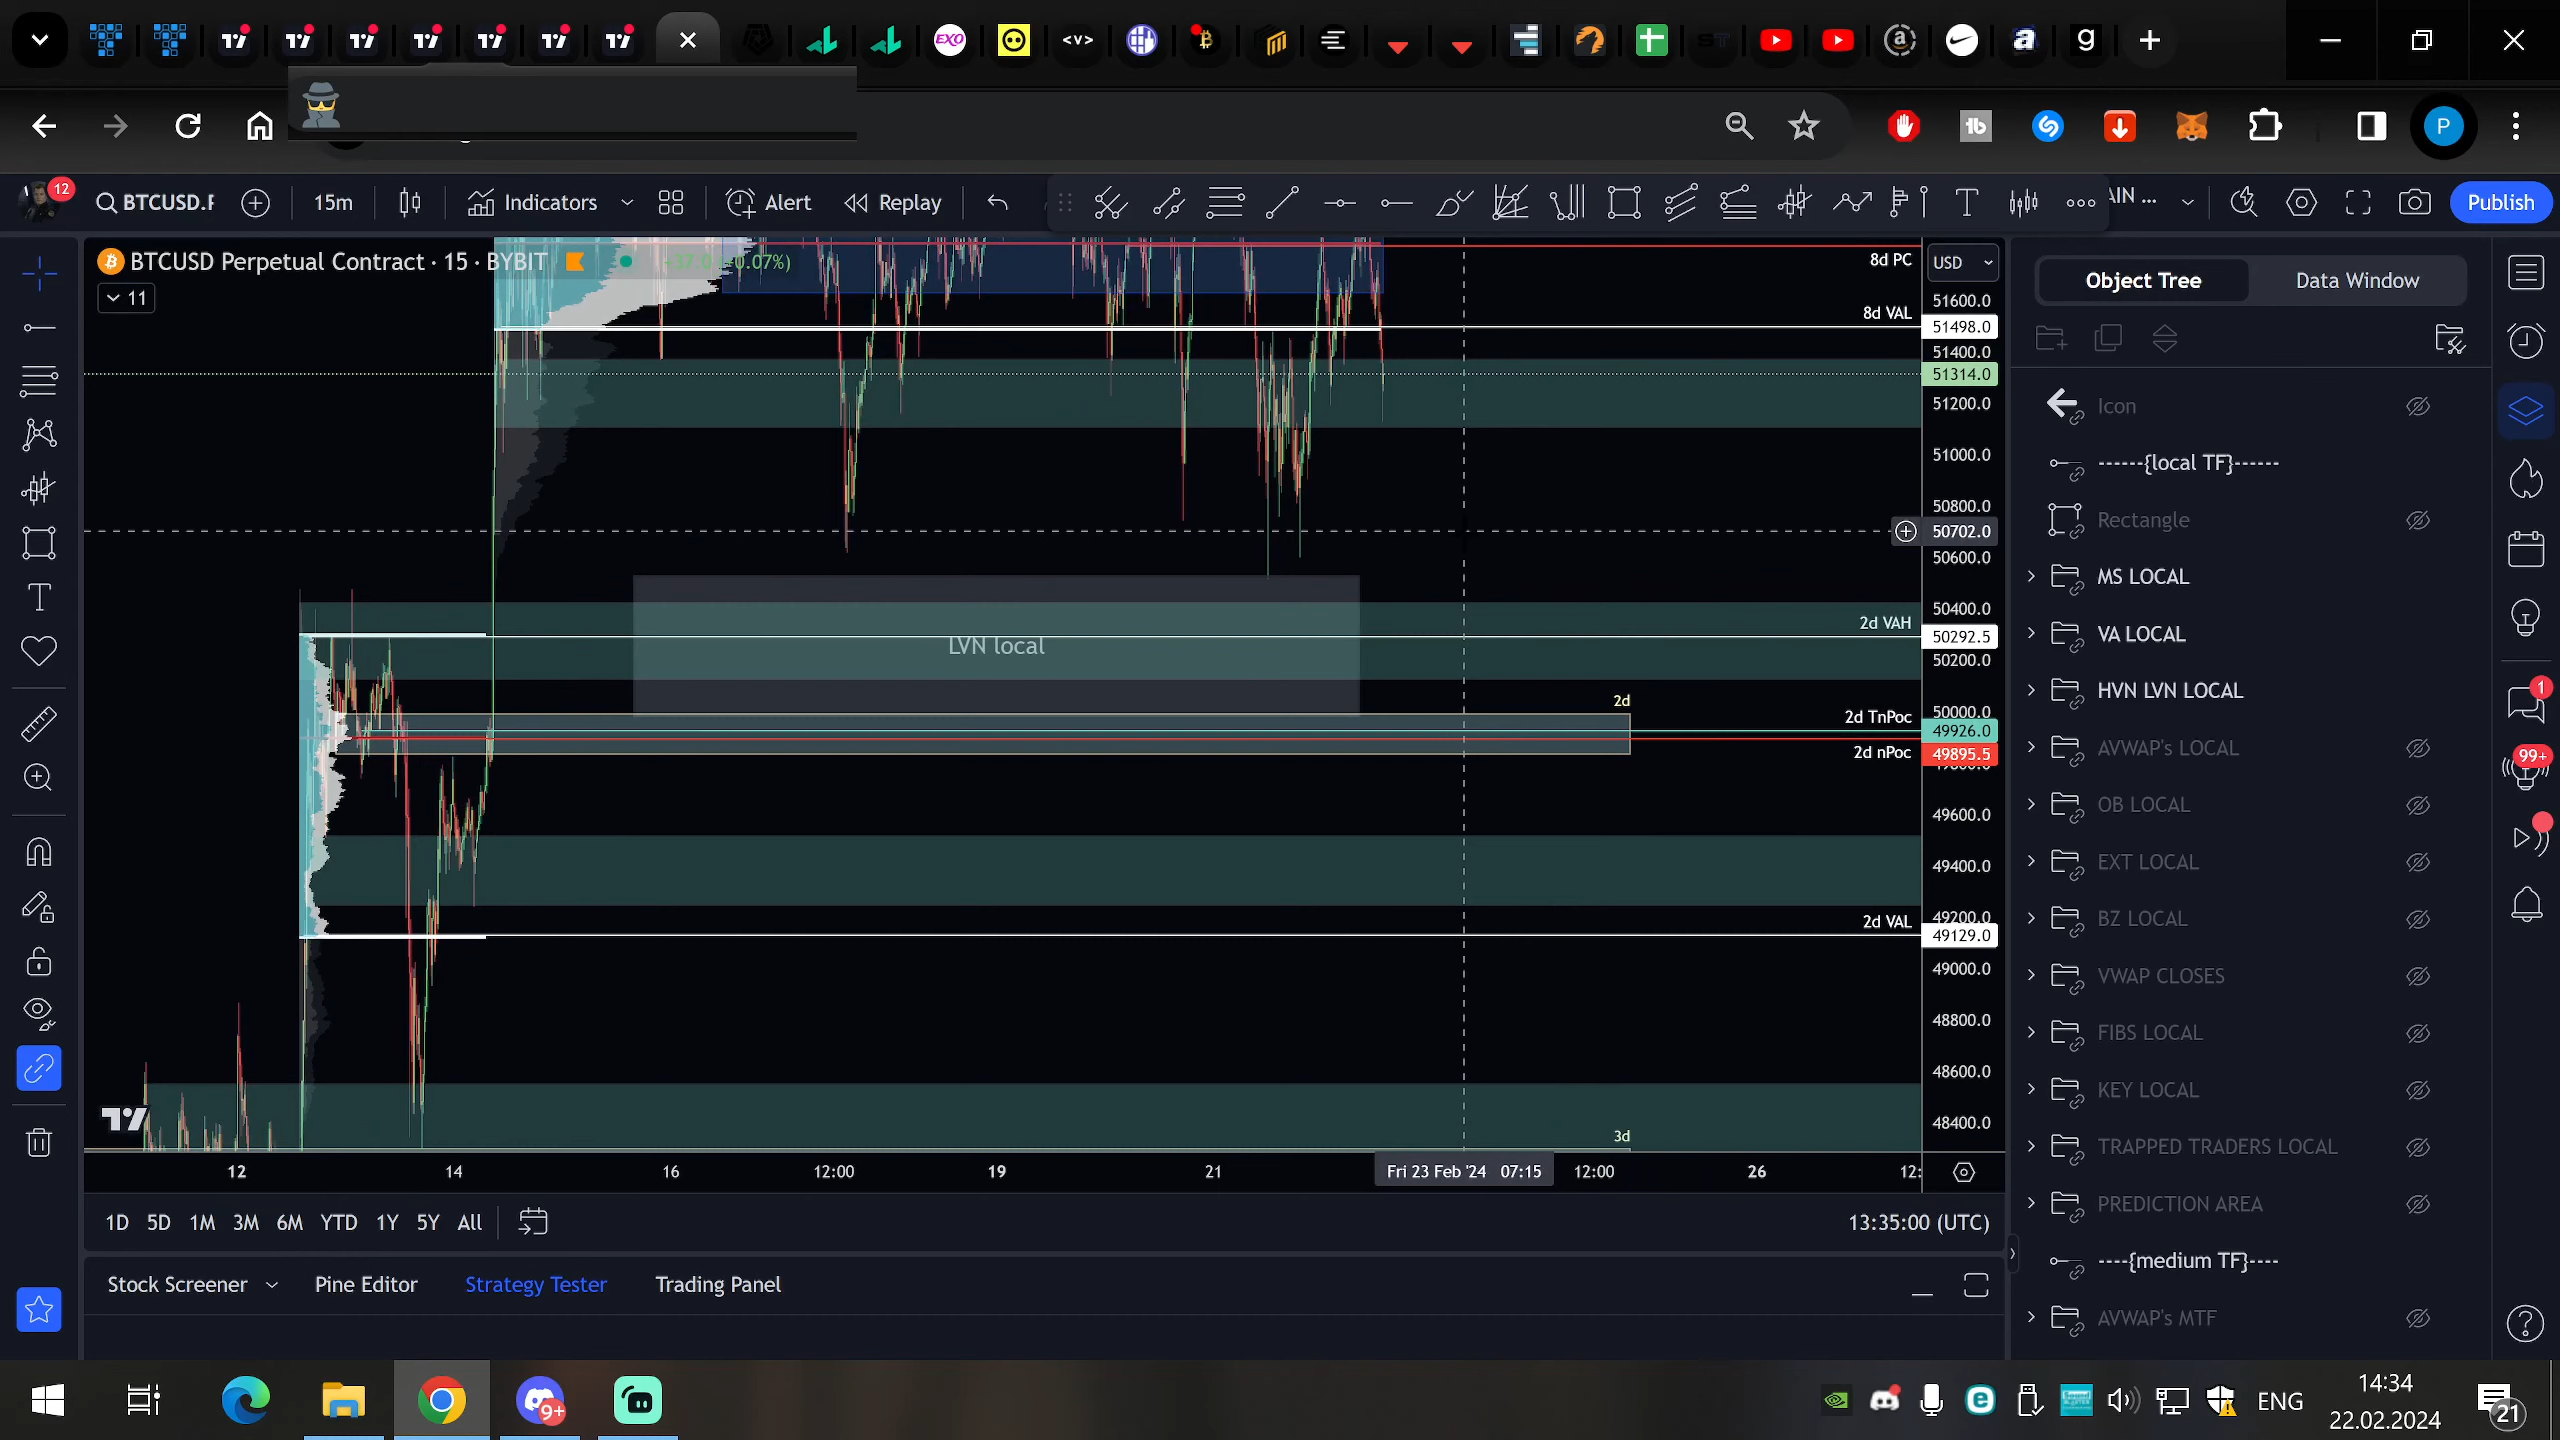 EXO
<v>
BTCUSD.F
15m
Indicators
Alert
Replay
Publish
12
BTCUSD Perpetual Contract · 15 · BYBIT
11
8d PC
8d VAL
LVN local
2d VAH
2d
2d TnPoc
2d nPoc
2d VAL
3d
USD
51600.0
51498.0
51400.0
51314.0
51200.0
51000.0
50800.0
50702.0
50600.0
50400.0
50292.5
50200.0
50000.0
49926.0
49895.5
49600.0
49400.0
49200.0
49129.0
49000.0
48800.0
48600.0
48400.0
12 14 16 12:00 19 21 Fri 23 Feb '24 07:15 12:00 26 12:
1D 5D 1M 3M 6M YTD 1Y 5Y All
13:35:00 (UTC)
Stock Screener Pine Editor Strategy Tester Trading Panel
Object Tree Data Window
Icon
------{local TF}------
Rectangle
MS LOCAL
VA LOCAL
HVN LVN LOCAL
AVWAP's LOCAL
OB LOCAL
EXT LOCAL
BZ LOCAL
VWAP CLOSES
FIBS LOCAL
KEY LOCAL
TRAPPED TRADERS LOCAL
PREDICTION AREA
----{medium TF}----
AVWAP's MTF
1
99+
9+
ENG
14:34
22.02.2024
21